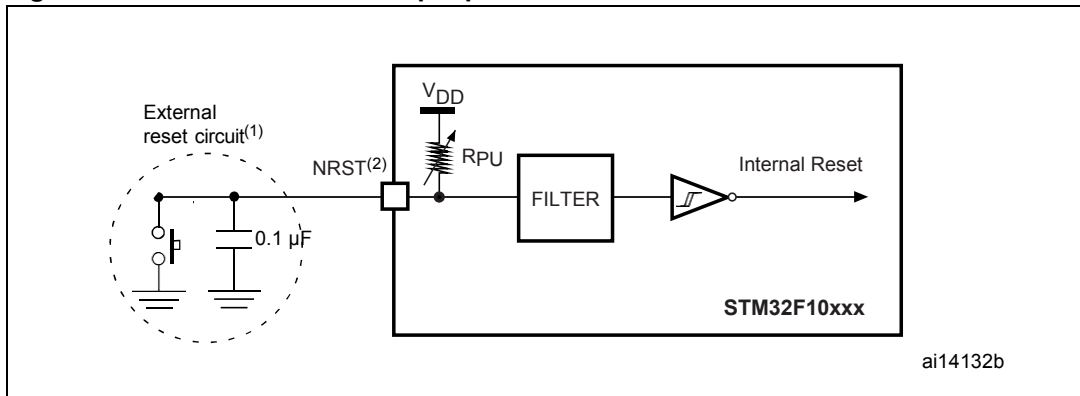 External
reset circuit(1)
VDD
RPU
NRST(2)
FILTER
Internal Reset
0.1 µF
STM32F10xxx
ai14132b